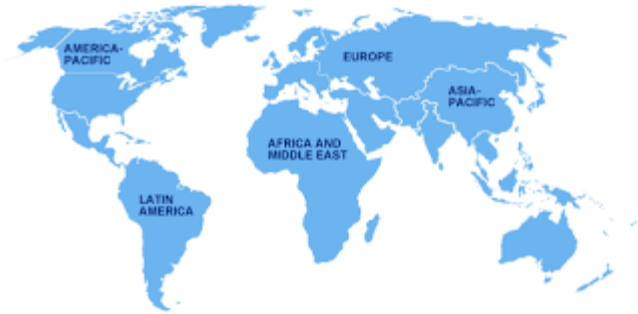 AMERICA-
PACIFIC
EUROPE
ASIA-
PACIFIC
AFRICA AND
MIDDLE EAST
LATIN
AMERICA